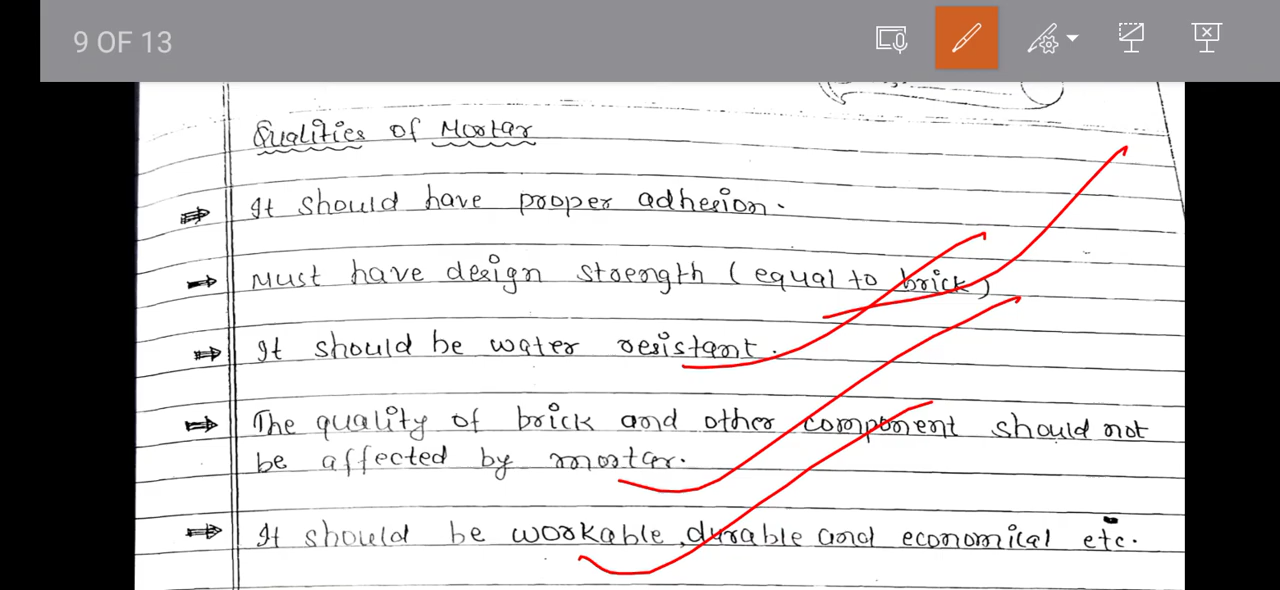 9 OF 13
Qualities of Mortar
⇒ It should have proper adhesion.
⇒ Must have design strength (equal to brick)
⇒ It should be water resistant.
⇒ The quality of brick and other component should not
be affected by mortar.
⇒ It should be workable, durable and economical etc.